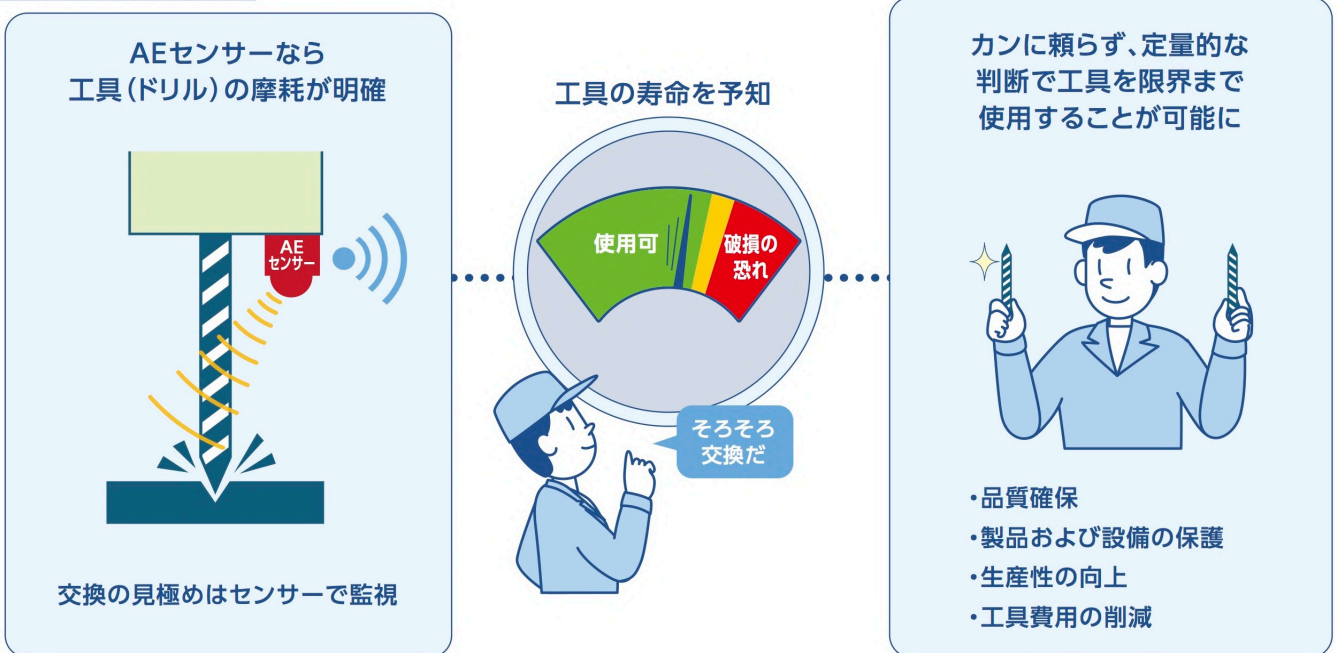 AEセンサーなら
工具(ドリル)の摩耗が明確
AE
センサー
交換の見極めはセンサーで監視
工具の寿命を予知
使用可
破損の
恐れ
そろそろ
交換だ
カンに頼らず、定量的な
判断で工具を限界まで
使用することが可能に
・品質確保
・製品および設備の保護
・生産性の向上
・工具費用の削減